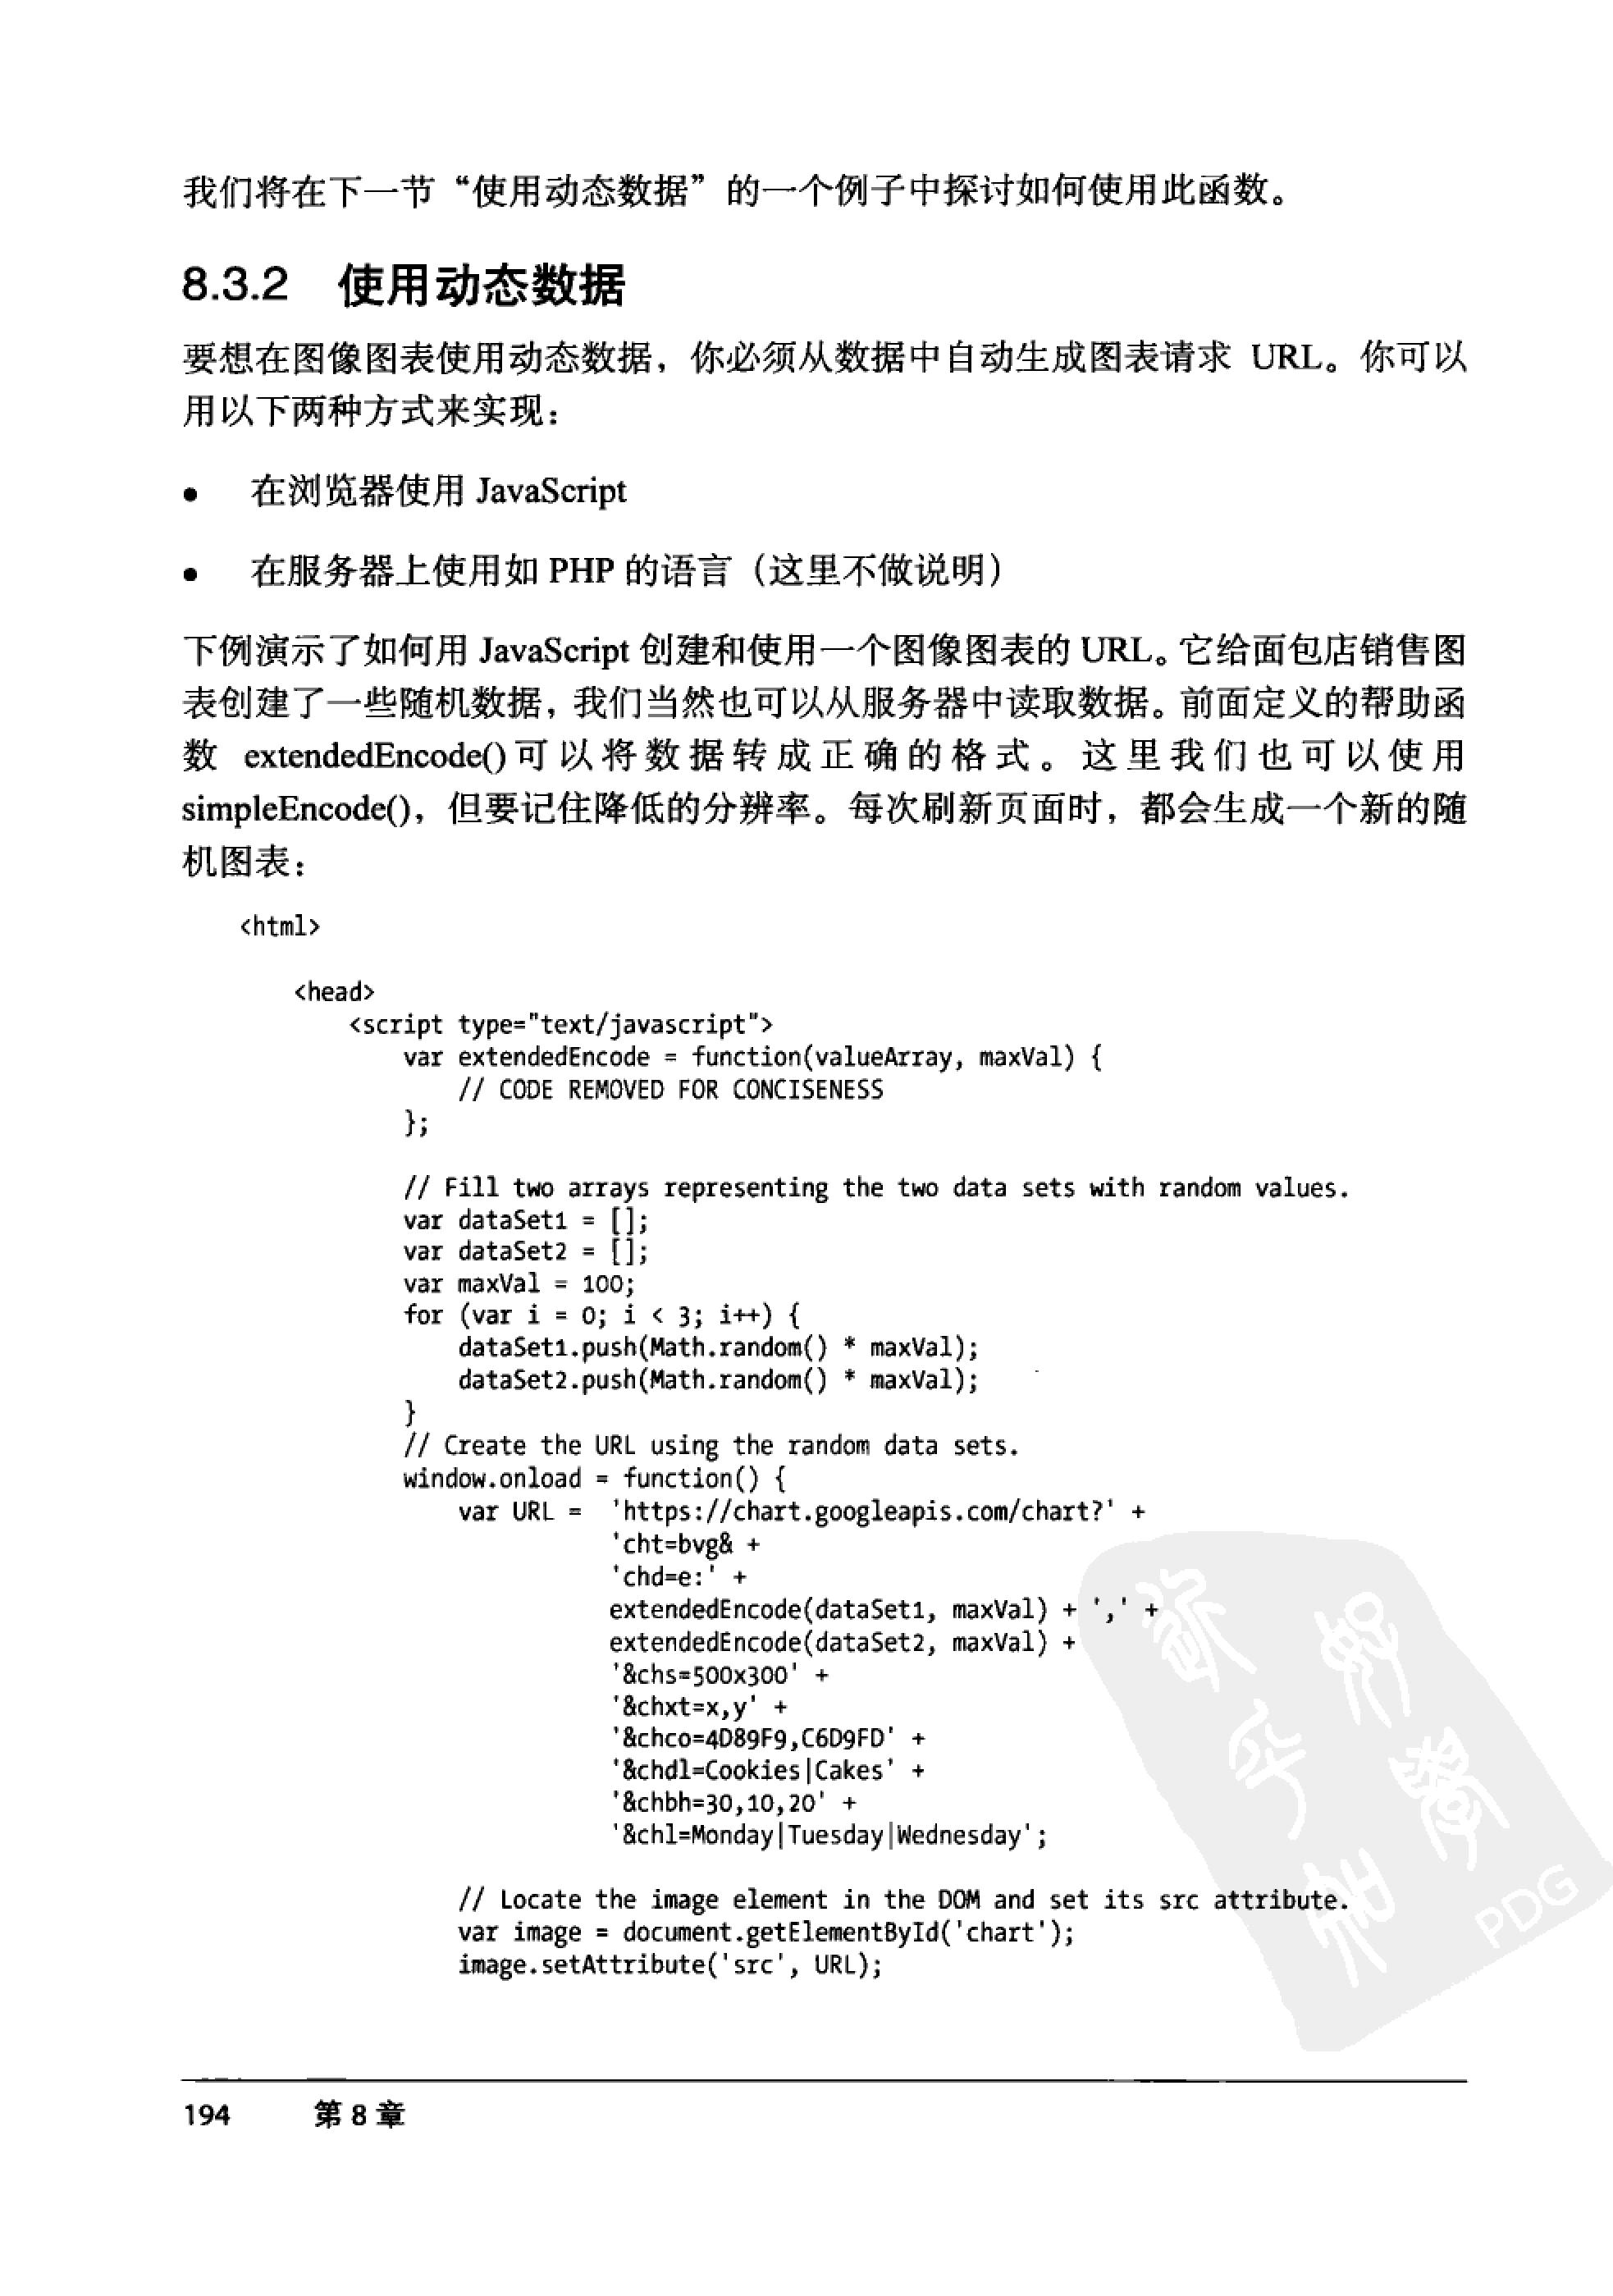 我们将在下一节“使用动态数据”的一个例子中探讨如何使用此函数。
8.3.2 使用动态数据
要想在图像图表使用动态数据，你必须从数据中自动生成图表请求 URL。你可以
用以下两种方式来实现：
● 在浏览器使用 JavaScript
● 在服务器上使用如 PHP 的语言（这里不做说明）
下例演示了如何用 JavaScript 创建和使用一个图像图表的 URL。它给面包店销售图
表创建了一些随机数据，我们当然也可以从服务器中读取数据。前面定义的帮助函
数 extendedEncode()可以将数据转成正确的格式。这里我们也可以使用
simpleEncode()，但要记住降低的分辨率。每次刷新页面时，都会生成一个新的随
机图表：
<html>
<head>
<script type="text/javascript">
var extendedEncode = function(valueArray, maxVal) {
// CODE REMOVED FOR CONCISENESS
};
// Fill two arrays representing the two data sets with random values.
var dataSet1 = [];
var dataSet2 = [];
var maxVal = 100;
for (var i = 0; i < 3; i++) {
dataSet1.push(Math.random() * maxVal);
dataSet2.push(Math.random() * maxVal);
}
// Create the URL using the random data sets.
window.onload = function() {
var URL = 'https://chart.googleapis.com/chart?' +
'cht=bvg& +
'chd=e:' +
extendedEncode(dataSet1, maxVal) + ',' +
extendedEncode(dataSet2, maxVal) +
'&chs=500x300' +
'&chxt=x,y' +
'&chco=4D89F9,C6D9FD' +
'&chdl=Cookies|Cakes' +
'&chbh=30,10,20' +
'&chl=Monday|Tuesday|Wednesday';
// Locate the image element in the DOM and set its src attribute.
var image = document.getElementById('chart');
image.setAttribute('src', URL);
PDG
194 第 8 章